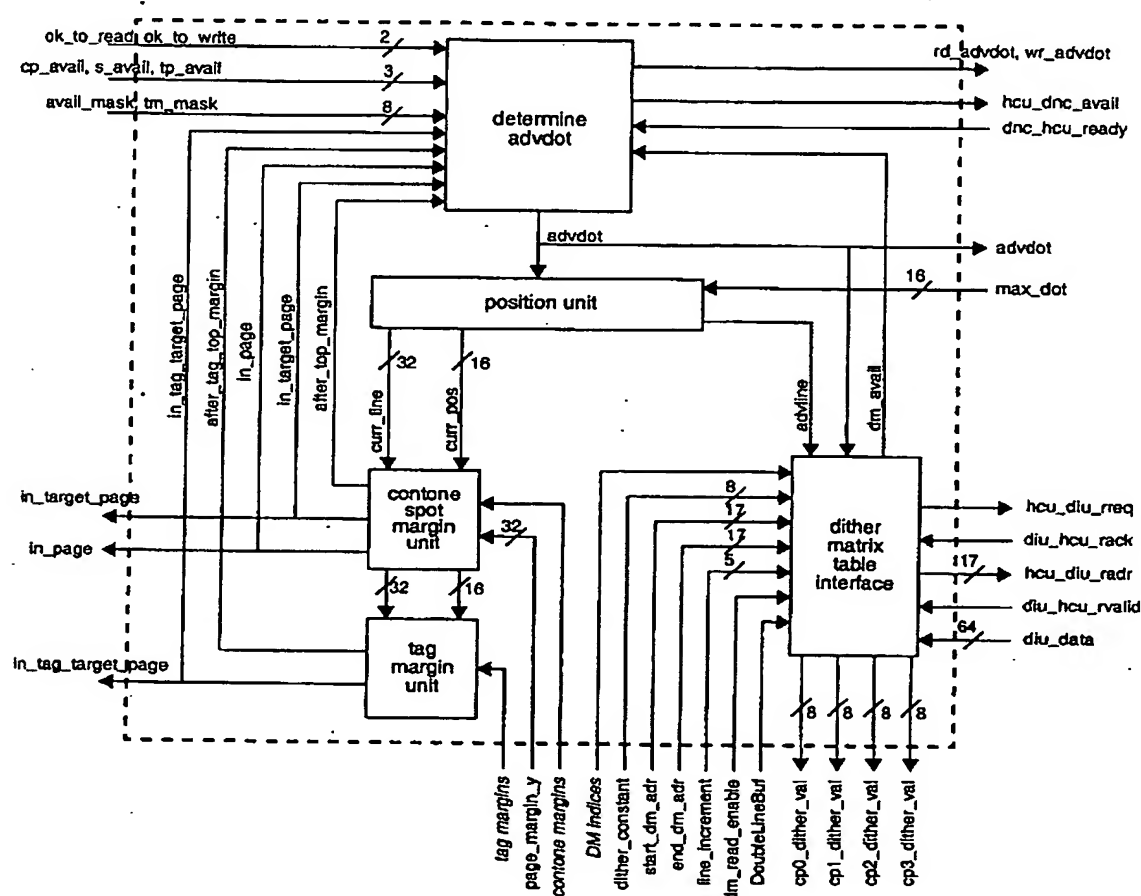 ok_to_read, ok_to_write
2
rd_advdot, wr_advdot
cp_avail, s_avail, tp_avail
3
hcu_dnc_avail
avail_mask, tm_mask
8
determine
advdot
dnc_hcu_ready
advdot
advdot
position unit
16
max_dot
in_tag_target_page
after_tag_top_margin
in_page
in_target_page
after_top_margin
32
16
curr_line
curr_pos
advline
dm_avail
in_target_page
contone
spot
margin
unit
32
in_page
8
17
17
5
dither
matrix
table
interface
hcu_diu_rreq
diu_hcu_rack
17
hcu_diu_radr
diu_hcu_rvalid
64
diu_data
32
16
in_tag_target_page
tag
margin
unit
8
8
8
8
tag margins
page_margin_y
contone margins
DM indices
dither_constant
start_dm_adr
end_dm_adr
line_increment
dm_read_enable
DoubleLineBuf
cp0_dither_val
cp1_dither_val
cp2_dither_val
cp3_dither_val